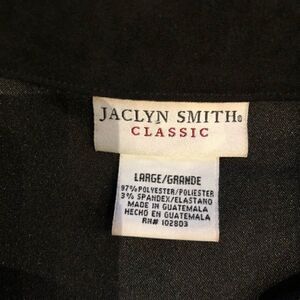 JACLYN SMITH®
CLASSIC
LARGE/GRANDE
97% POLYESTER/POLIESTER
3% SPANDEX/ELASTANO
MADE IN GUATEMALA
HECHO EN GUATEMALA
RN# 102803